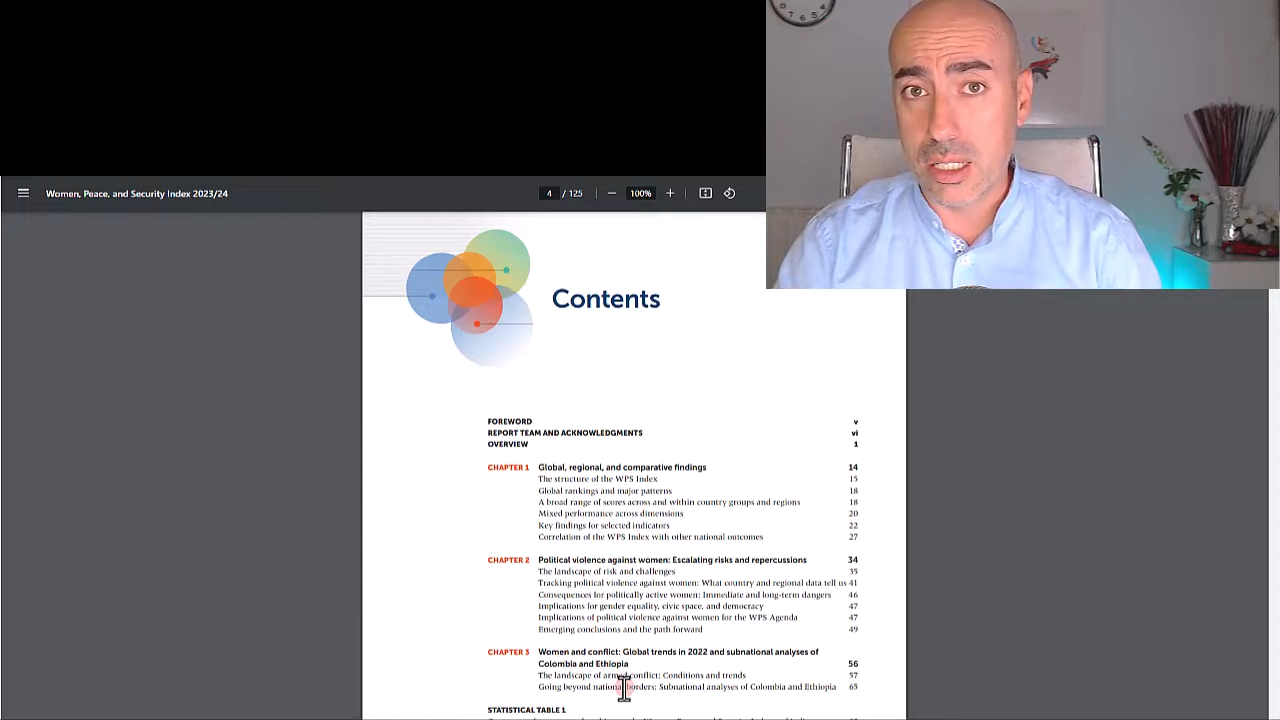 Women, Peace, and Security Index 2023/24
4 / 125
100%
Contents
FOREWORD v
REPORT TEAM AND ACKNOWLEDGMENTS vi
OVERVIEW 1
CHAPTER 1 Global, regional, and comparative findings 14
The structure of the WPS Index 15
Global rankings and major patterns 18
A broad range of scores across and within country groups and regions 18
Mixed performance across dimensions 20
Key findings for selected indicators 22
Correlation of the WPS Index with other national outcomes 27
CHAPTER 2 Political violence against women: Escalating risks and repercussions 34
The landscape of risk and challenges 35
Tracking political violence against women: What country and regional data tell us 41
Consequences for politically active women: Immediate and long-term dangers 46
Implications for gender equality, civic space, and democracy 47
Implications of political violence against women for the WPS Agenda 47
Emerging conclusions and the path forward 49
CHAPTER 3 Women and conflict: Global trends in 2022 and subnational analyses of
Colombia and Ethiopia 56
The landscape of armed conflict: Conditions and trends 57
Going beyond national borders: Subnational analyses of Colombia and Ethiopia 65
STATISTICAL TABLE 1